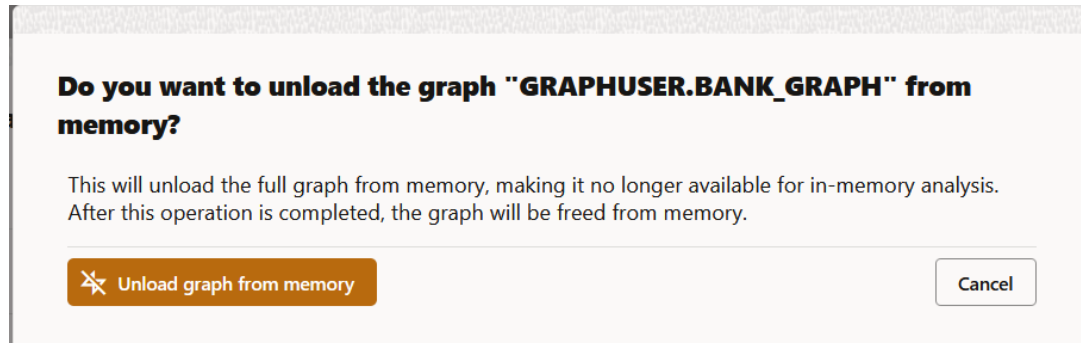 Do you want to unload the graph "GRAPHUSER.BANK_GRAPH" from
memory?
This will unload the full graph from memory, making it no longer available for in-memory analysis.
After this operation is completed, the graph will be freed from memory.
Unload graph from memory
Cancel